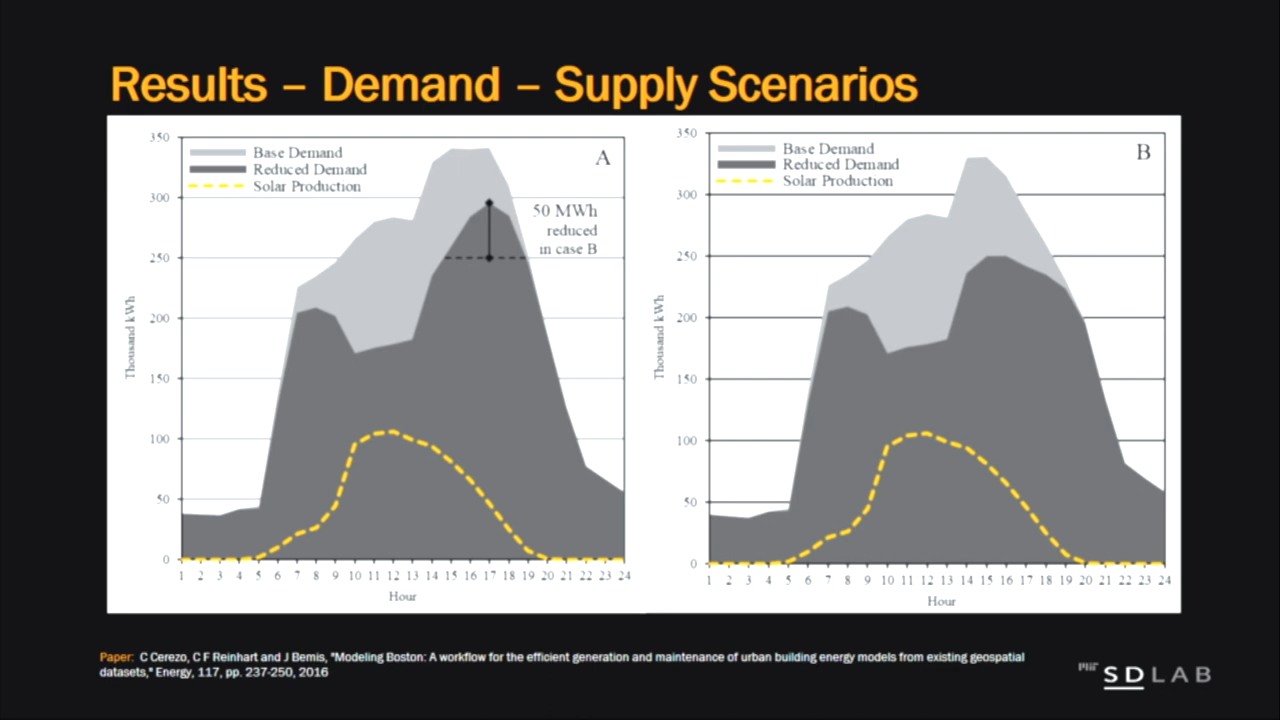 Results – Demand – Supply Scenarios
350
300
250
200
150
100
50
0
Thousand kWh
Base Demand
Reduced Demand
Solar Production
A
50 MWh
reduced
in case B
1 2 3 4 5 6 7 8 9 10 11 12 13 14 15 16 17 18 19 20 21 22 23 24
Hour
350
300
250
200
150
100
50
0
Thousand kWh
Base Demand
Reduced Demand
Solar Production
B
1 2 3 4 5 6 7 8 9 10 11 12 13 14 15 16 17 18 19 20 21 22 23 24
Hour
Paper: C Cerezo, C F Reinhart and J Bemis, "Modeling Boston: A workflow for the efficient generation and maintenance of urban building energy models from existing geospatial
datasets," Energy, 117, pp. 237-250, 2016
MIT SDLAB